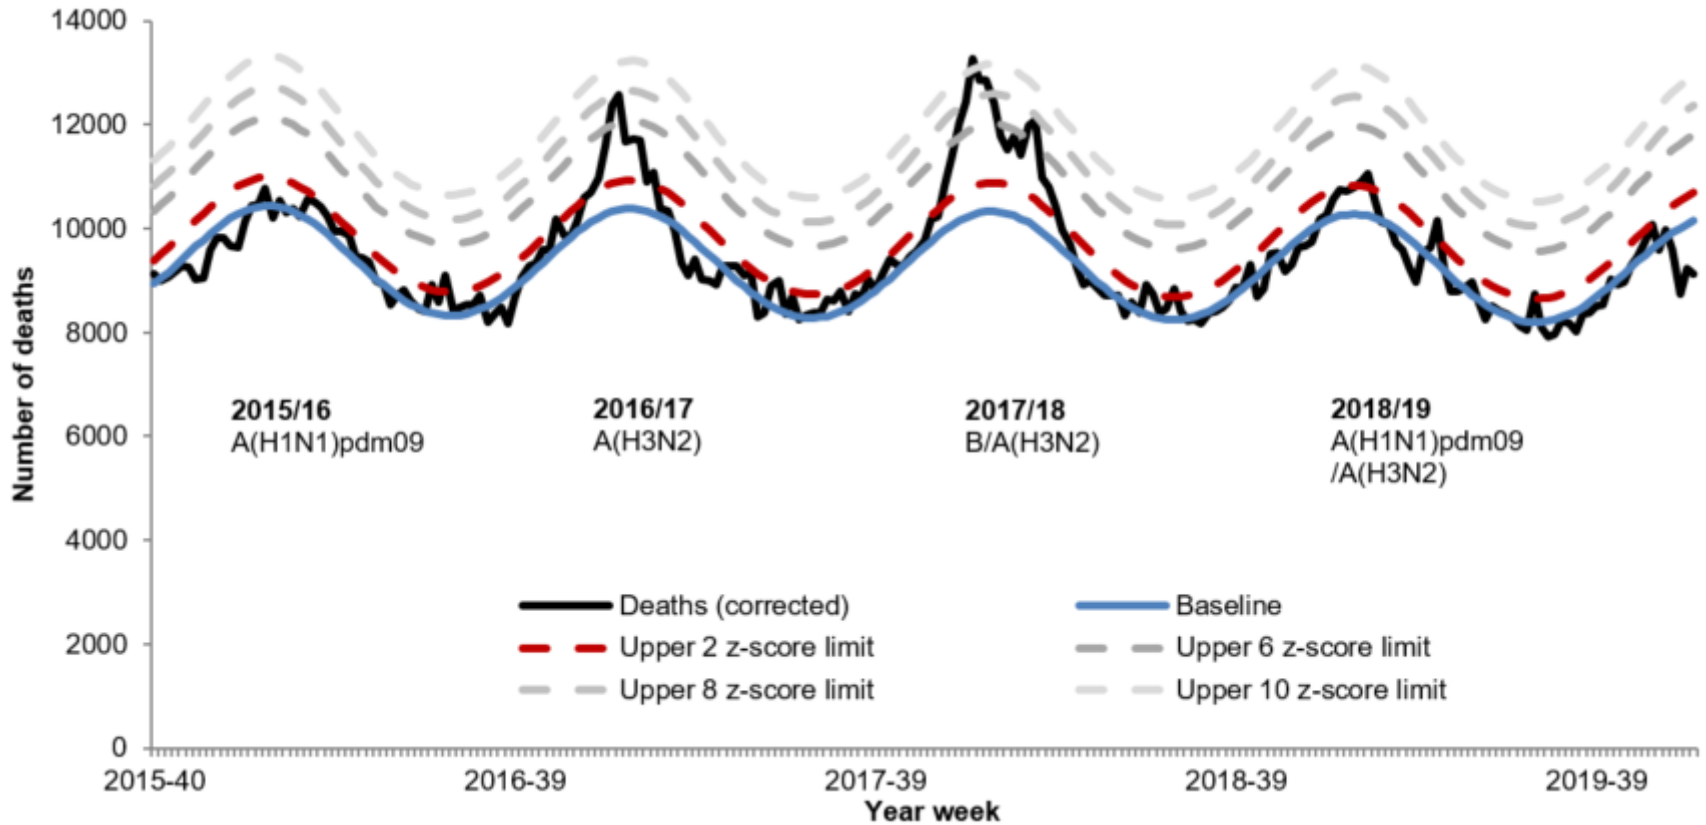 14000
12000
10000
8000
6000
4000
2000
0
Number of deaths
2015/16
A(H1N1)pdm09
2016/17
A(H3N2)
2017/18
B/A(H3N2)
2018/19
A(H1N1)pdm09
/A(H3N2)
Deaths (corrected)
Baseline
Upper 2 z-score limit
Upper 6 z-score limit
Upper 8 z-score limit
Upper 10 z-score limit
2015-40
2016-39
2017-39
2018-39
2019-39
Year week